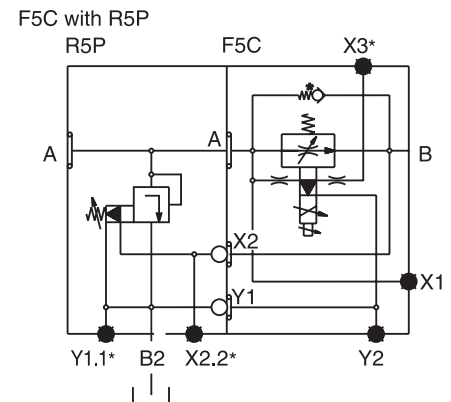 F5C with R5P
R5P F5C X3*
*
A A B
X2
X1
Y1
Y1.1* B2 X2.2* Y2